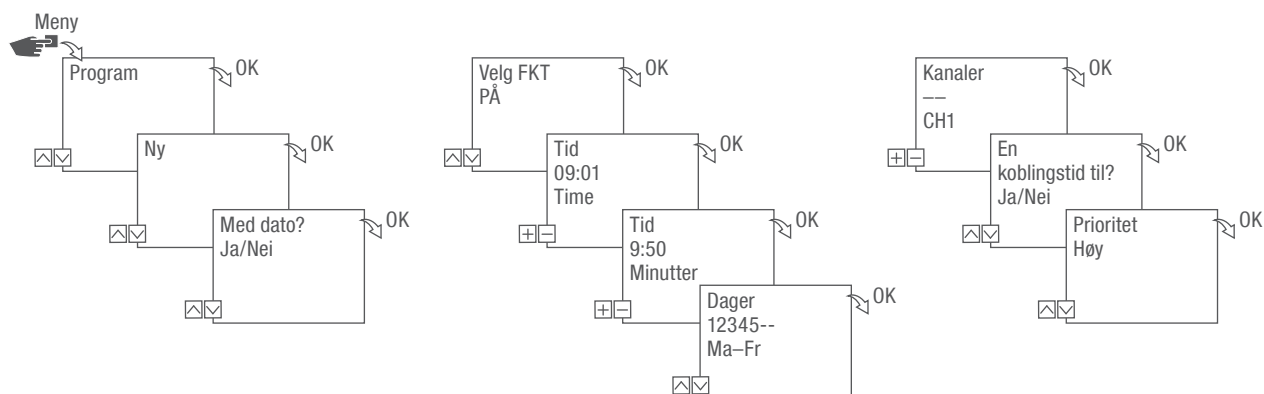 Meny
Program
OK
Ny
OK
Med dato?
Ja/Nei
OK
Velg FKT
PÅ
OK
Tid
09:01
Time
OK
Tid
9:50
Minutter
OK
Dager
12345--
Ma–Fr
OK
Kanaler
––
CH1
OK
En
koblingstid til?
Ja/Nei
OK
Prioritet
Høy
OK